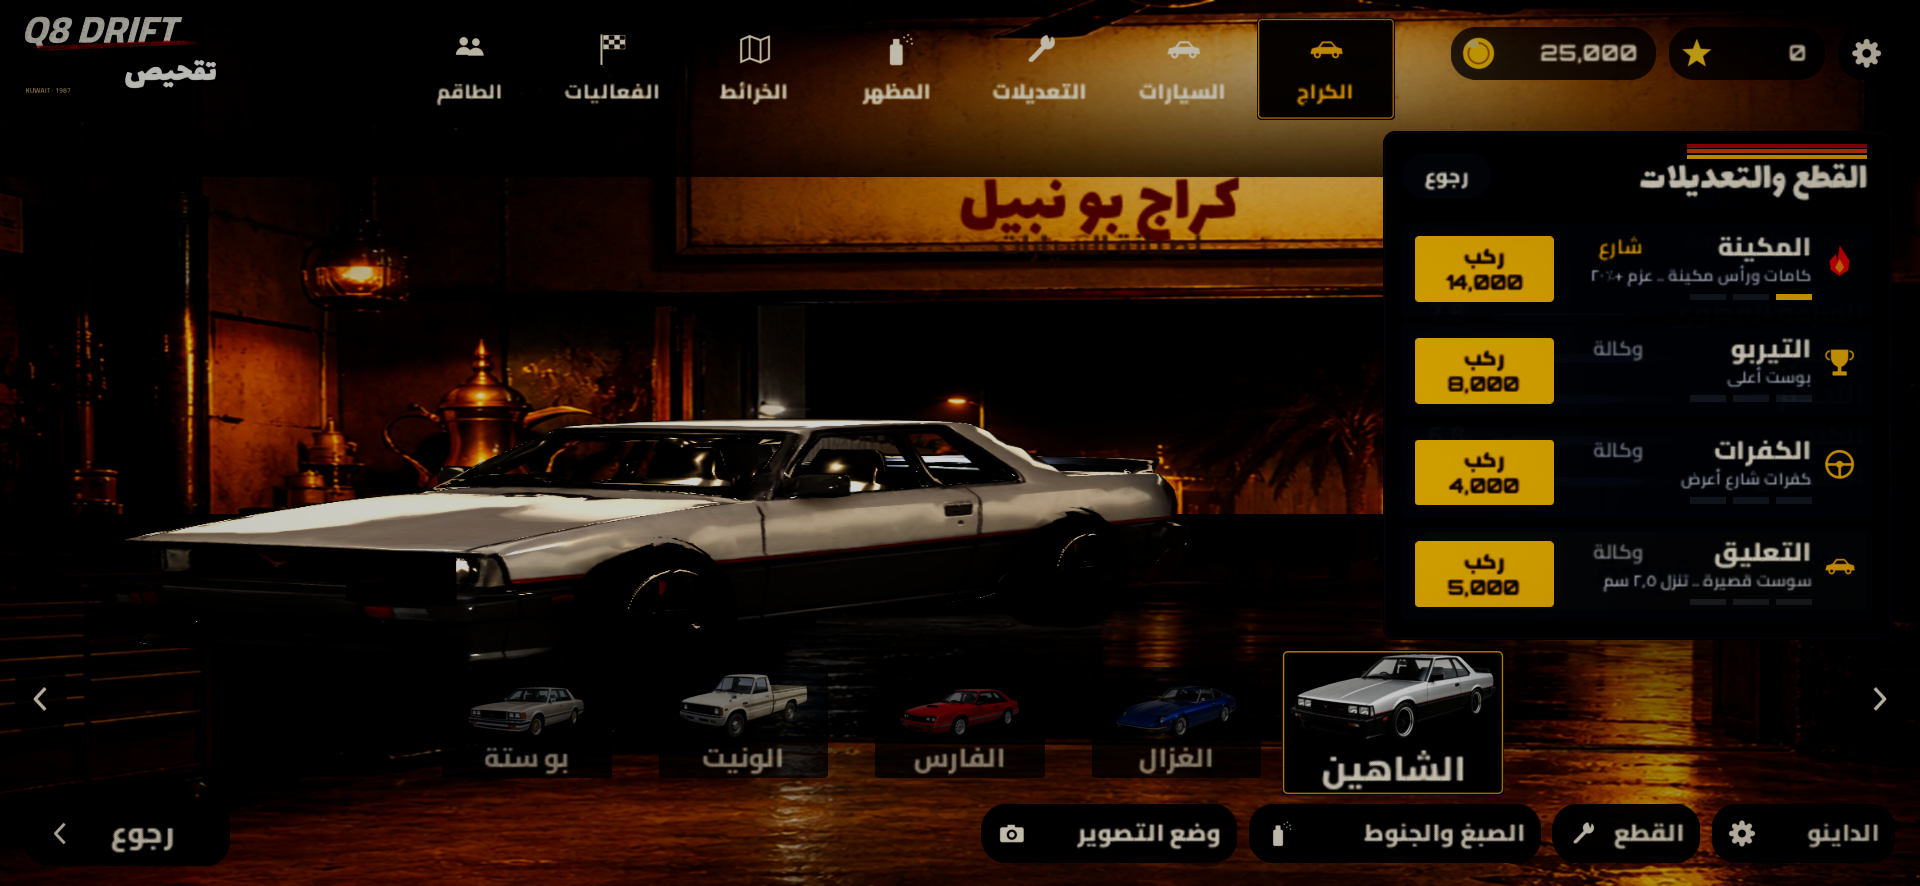 Q8 DRIFT
تفحيص
KUWAIT · 1987
0
25,000
الكراج
السيارات
التعديلات
المظهر
الخرائط
الفعاليات
الطاقم
كراج بو نبيل
القطع والتعديلات
رجوع
المكينة
شارع
كامات ورأس مكينة .. عزم +٢٠٪
ركب
14,000
التيربو
وكالة
بوست أعلى
ركب
8,000
الكفرات
وكالة
كفرات شارع أعرض
ركب
4,000
التعليق
وكالة
سوست قصيرة .. تنزل ٢,٥ سم
ركب
5,000
الشاهين
الغزال
الفارس
الونيت
بو ستة
الداينو
القطع
الصبغ والجنوط
وضع التصوير
رجوع